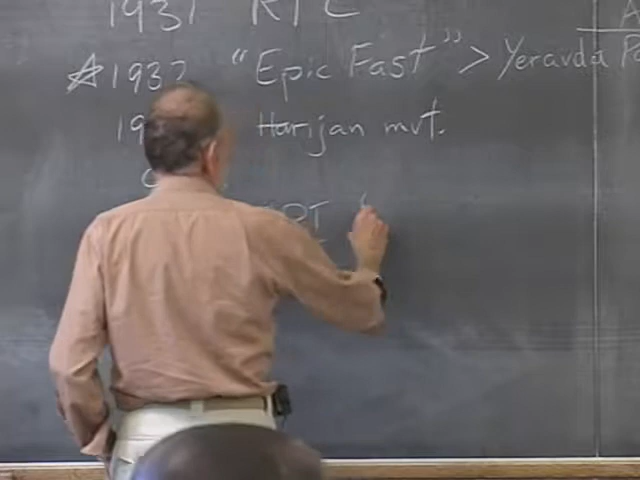 1931 RTC
☆1932 "Epic Fast" > Yeravda
19 Harijan mvt.